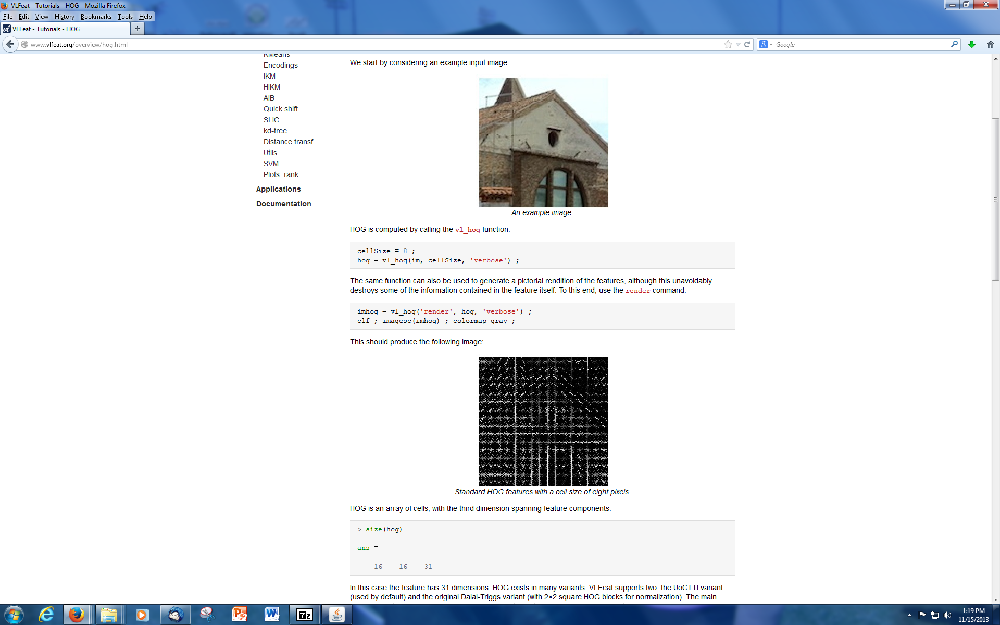 VLFeat - Tutorials - HOG - Mozilla Firefox
File Edit View History Bookmarks Tools Help
VLFeat - Tutorials - HOG
www.vlfeat.org/overview/hog.html
Google
KMeans
Encodings
IKM
HIKM
AIB
Quick shift
SLIC
kd-tree
Distance transf.
Utils
SVM
Plots: rank
Applications
Documentation
We start by considering an example input image:
An example image.
HOG is computed by calling the vl_hog function:
cellSize = 8 ;
hog = vl_hog(im, cellSize, 'verbose') ;
The same function can also be used to generate a pictorial rendition of the features, although this unavoidably
destroys some of the information contained in the feature itself. To this end, use the render command:
imhog = vl_hog('render', hog, 'verbose') ;
clf ; imagesc(imhog) ; colormap gray ;
This should produce the following image:
Standard HOG features with a cell size of eight pixels.
HOG is an array of cells, with the third dimension spanning feature components:
> size(hog)
ans =
16 16 31
In this case the feature has 31 dimensions. HOG exists in many variants. VLFeat supports two: the UoCTTI variant
(used by default) and the original Dalal-Triggs variant (with 2×2 square HOG blocks for normalization). The main
1:19 PM
11/15/2013